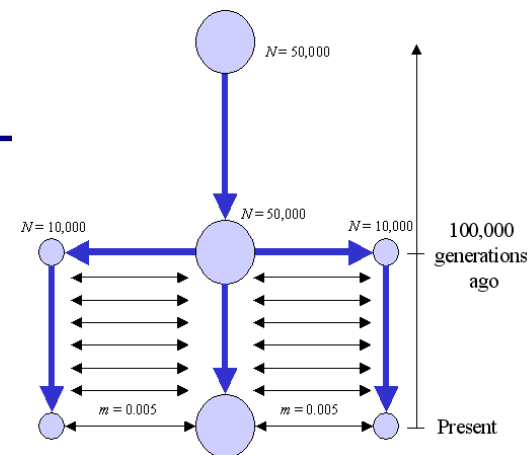 N = 50,000
N = 50,000
N = 10,000
N = 10,000
100,000
generations
ago
m = 0.005
m = 0.005
Present